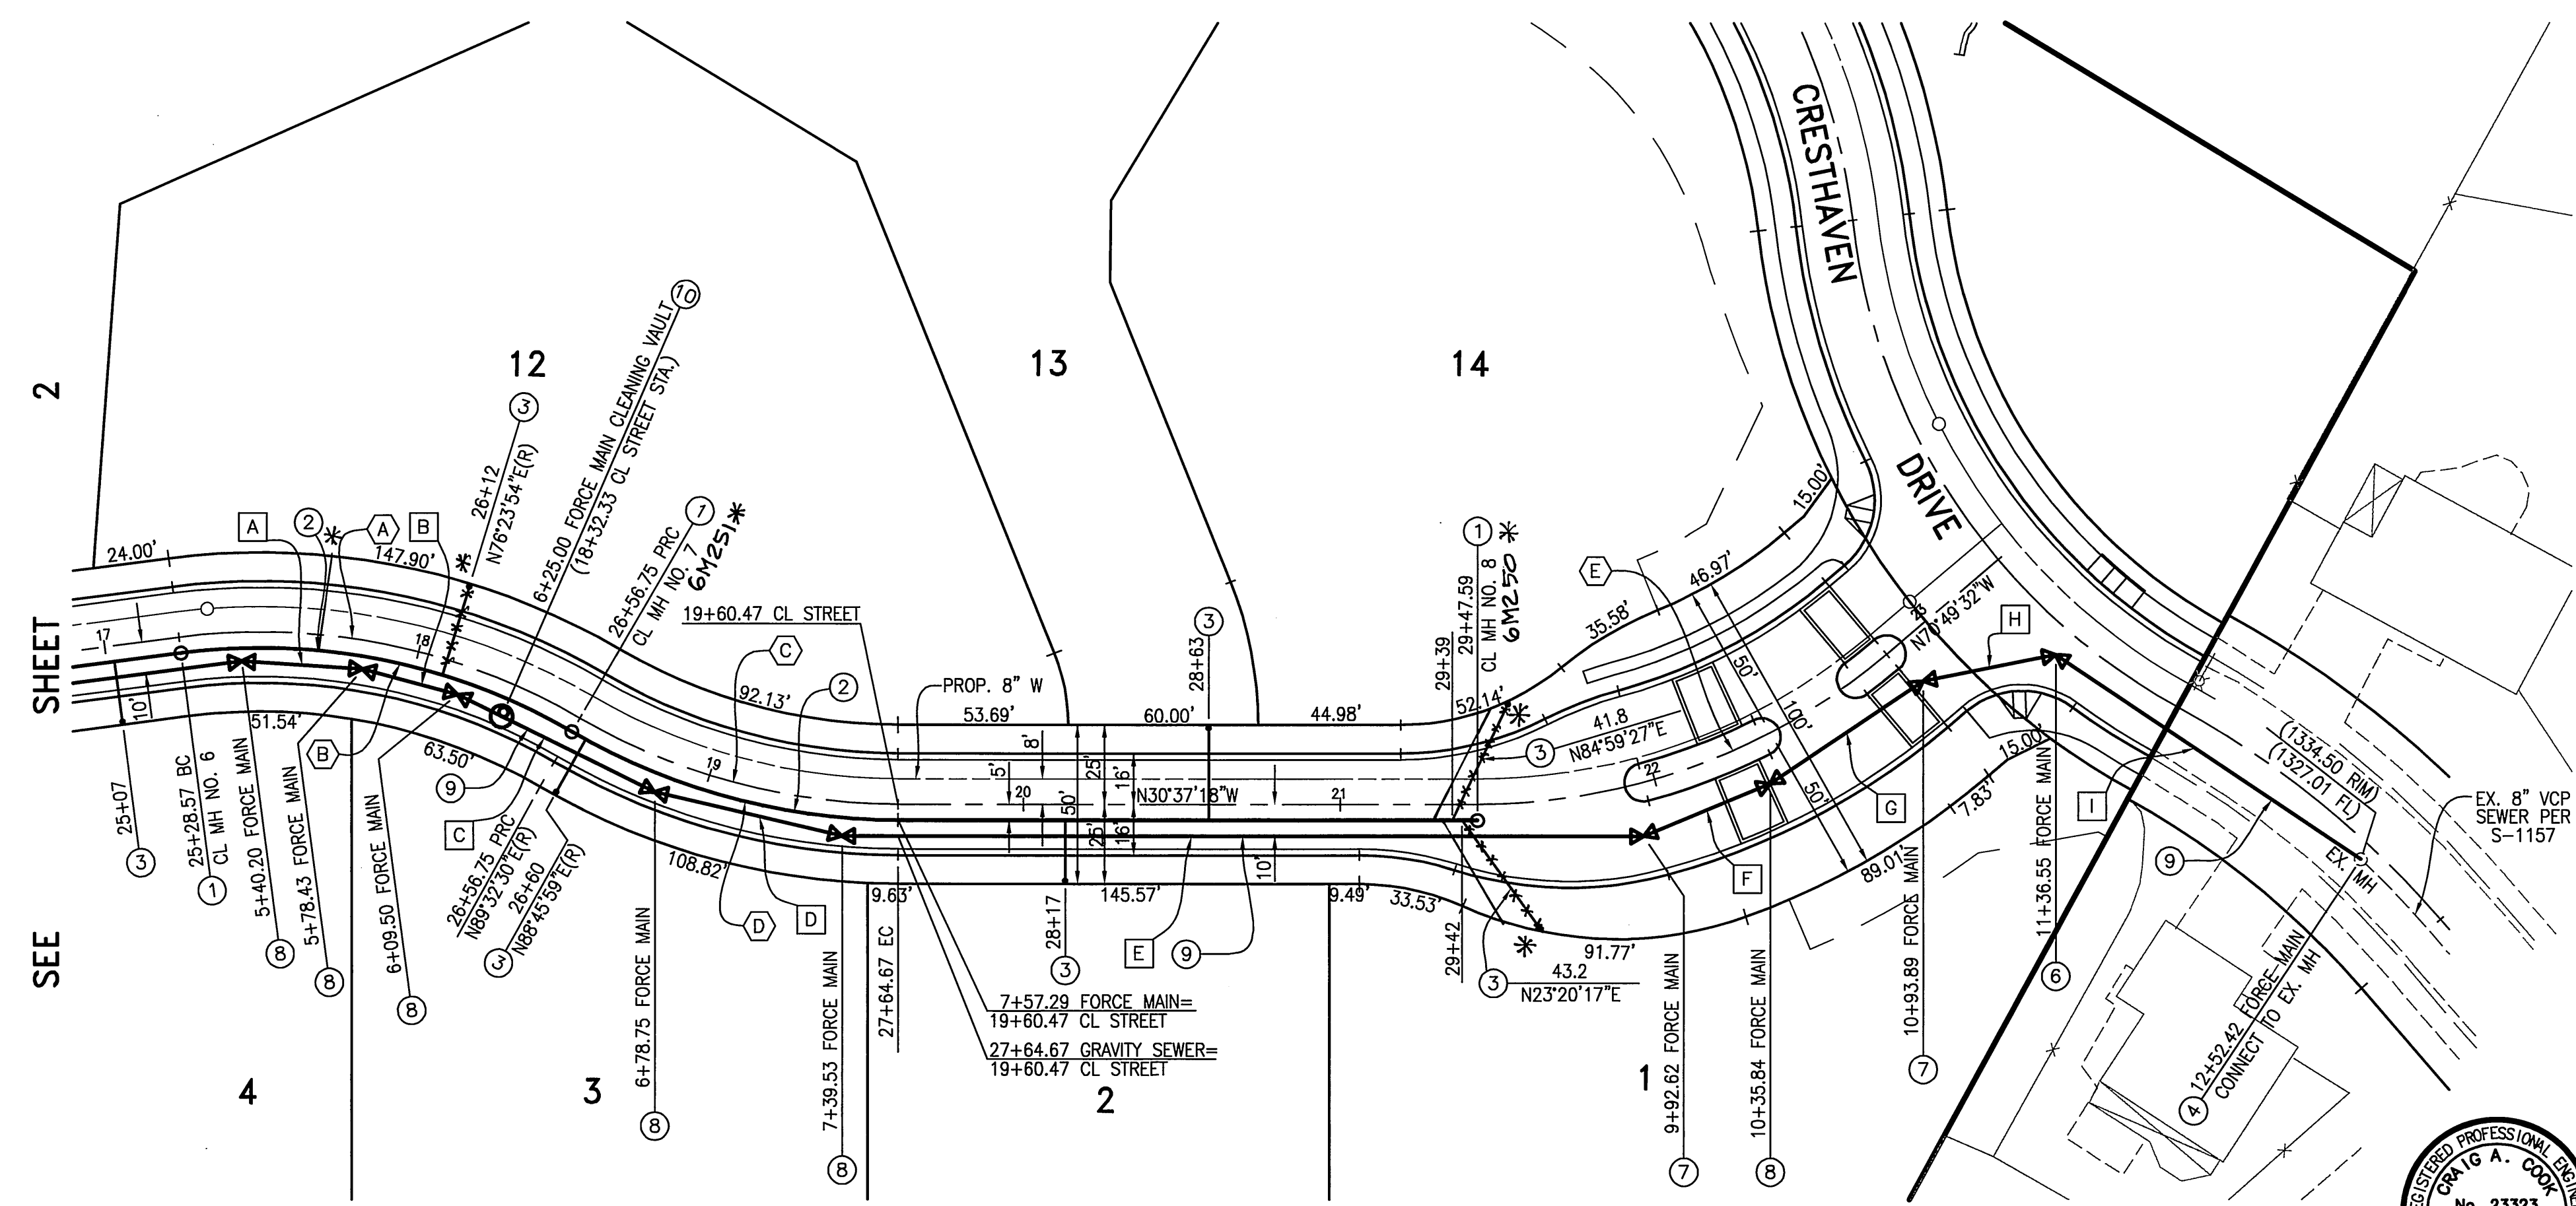 SEE SHEET 2
CRESTHAVEN
DRIVE
12
13
14
4
3
2
1
24.00'
A
2
*
A
B
147.90'
*
3
26+12
N76°23'54"E(R)
10
6+25.00 FORCE MAIN CLEANING VAULT
(18+32.33 CL STREET STA.)
1
26+56.75 PRC
CL MH NO. 7
6M251*
19+60.47 CL STREET
C
2
92.13'
PROP. 8" W
53.69'
60.00'
44.98'
3
28+63
1
*
29+47.59
CL MH NO. 8
6M250
29+39
52.14'
*
3
41.8
N84°59'27"E
E
35.58'
46.97'
15.00'
50'
100'
50'
22
23
N70°49'32"W
H
17
18
19
20
21
10'
51.54'
B
63.50'
9
C
25+07
3
25+28.57 BC
CL MH NO. 6
1
5+40.20 FORCE MAIN
8
5+78.43 FORCE MAIN
8
6+09.50 FORCE MAIN
8
26+56.75 PRC
N89°32'30"E(R)
26+60
N88°45'59"E(R)
3
108.82'
D
D
6+78.75 FORCE MAIN
8
7+39.53 FORCE MAIN
8
27+64.67 EC
9.63'
5'
8'
50'
25'
25'
16'
16'
N30°37'18"W
10'
28+17
3
145.57'
E
9
9.49'
33.53'
7+57.29 FORCE MAIN=
19+60.47 CL STREET
27+64.67 GRAVITY SEWER=
19+60.47 CL STREET
29+42
3
43.2
N23°20'17"E
*
91.77'
F
G
89.01'
7.83'
15.00'
I
9+92.62 FORCE MAIN
7
10+35.84 FORCE MAIN
8
10+93.89 FORCE MAIN
7
11+36.55 FORCE MAIN
6
9
(1334.50 RIM)
(1327.01 FL)
EX. MH
EX. 8" VCP
SEWER PER
S-1157
12+52.42 FORCE MAIN
CONNECT TO EX. MH
4
REGISTERED PROFESSIONAL
CRAIG A. COOK
No. 23323